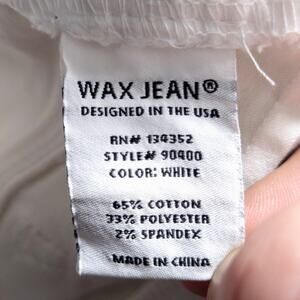 WAX JEAN®
DESIGNED IN THE USA
RN# 134352
STYLE# 90400
COLOR: WHITE
65% COTTON
33% POLYESTER
2% SPANDEX
MADE IN CHINA